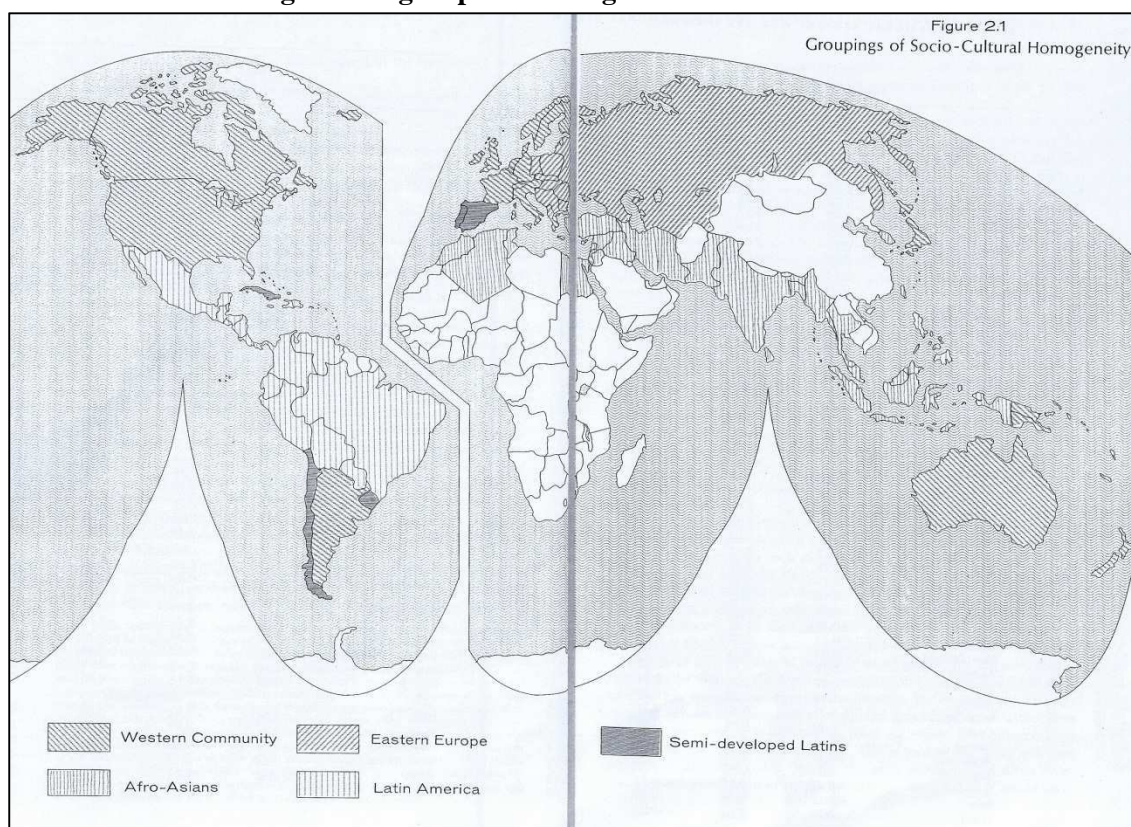 Figure 2.1
Groupings of Socio-Cultural Homogeneity
Western Community
Eastern Europe
Semi-developed Latins
Afro-Asians
Latin America